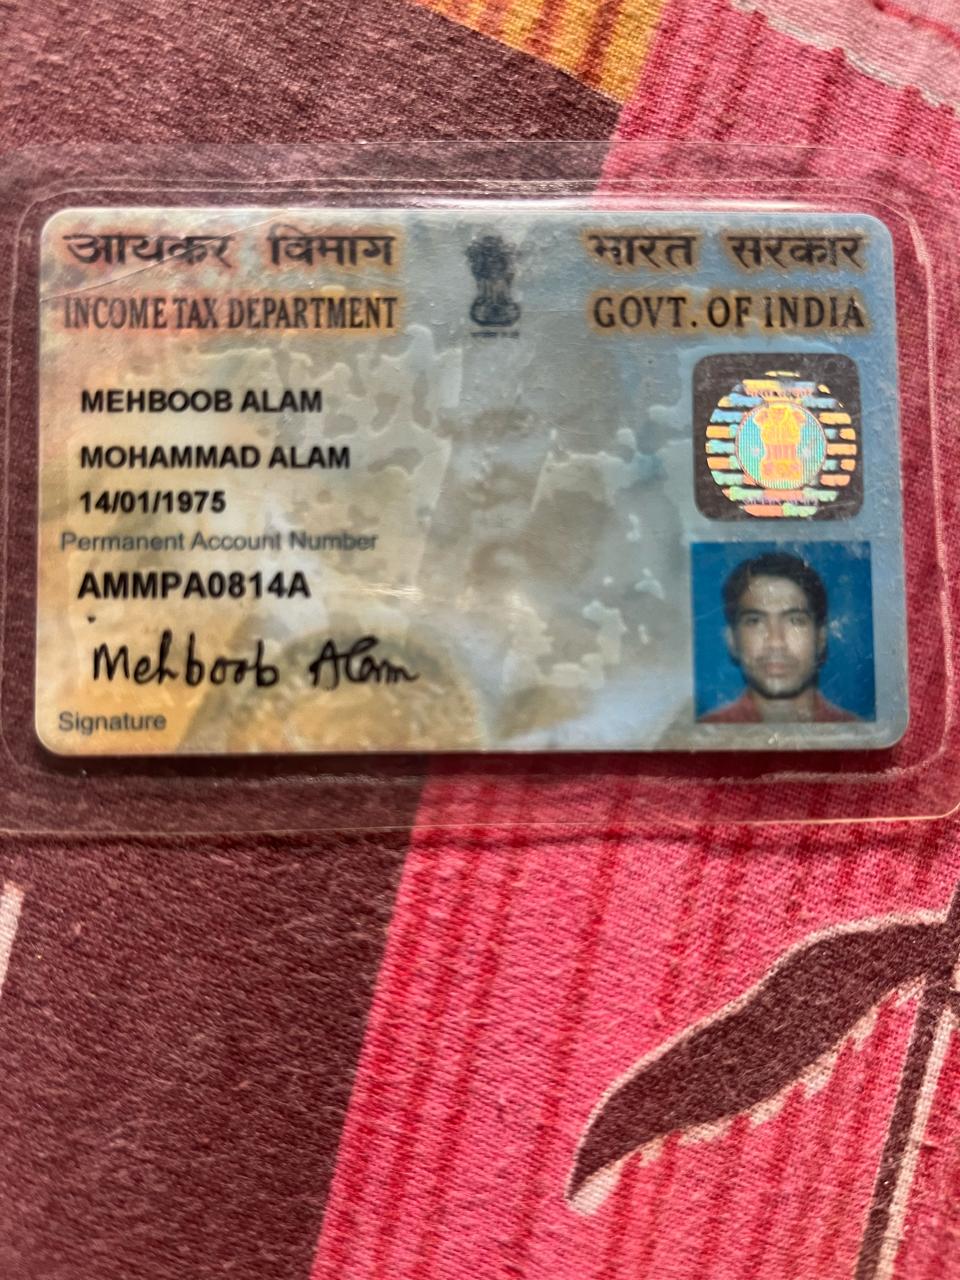 आयकर विभाग
भारत सरकार
INCOME TAX DEPARTMENT
GOVT. OF INDIA
MEHBOOB ALAM
MOHAMMAD ALAM
14/01/1975
Permanent Account Number
AMMPA0814A
Mehboob Alam
Signature